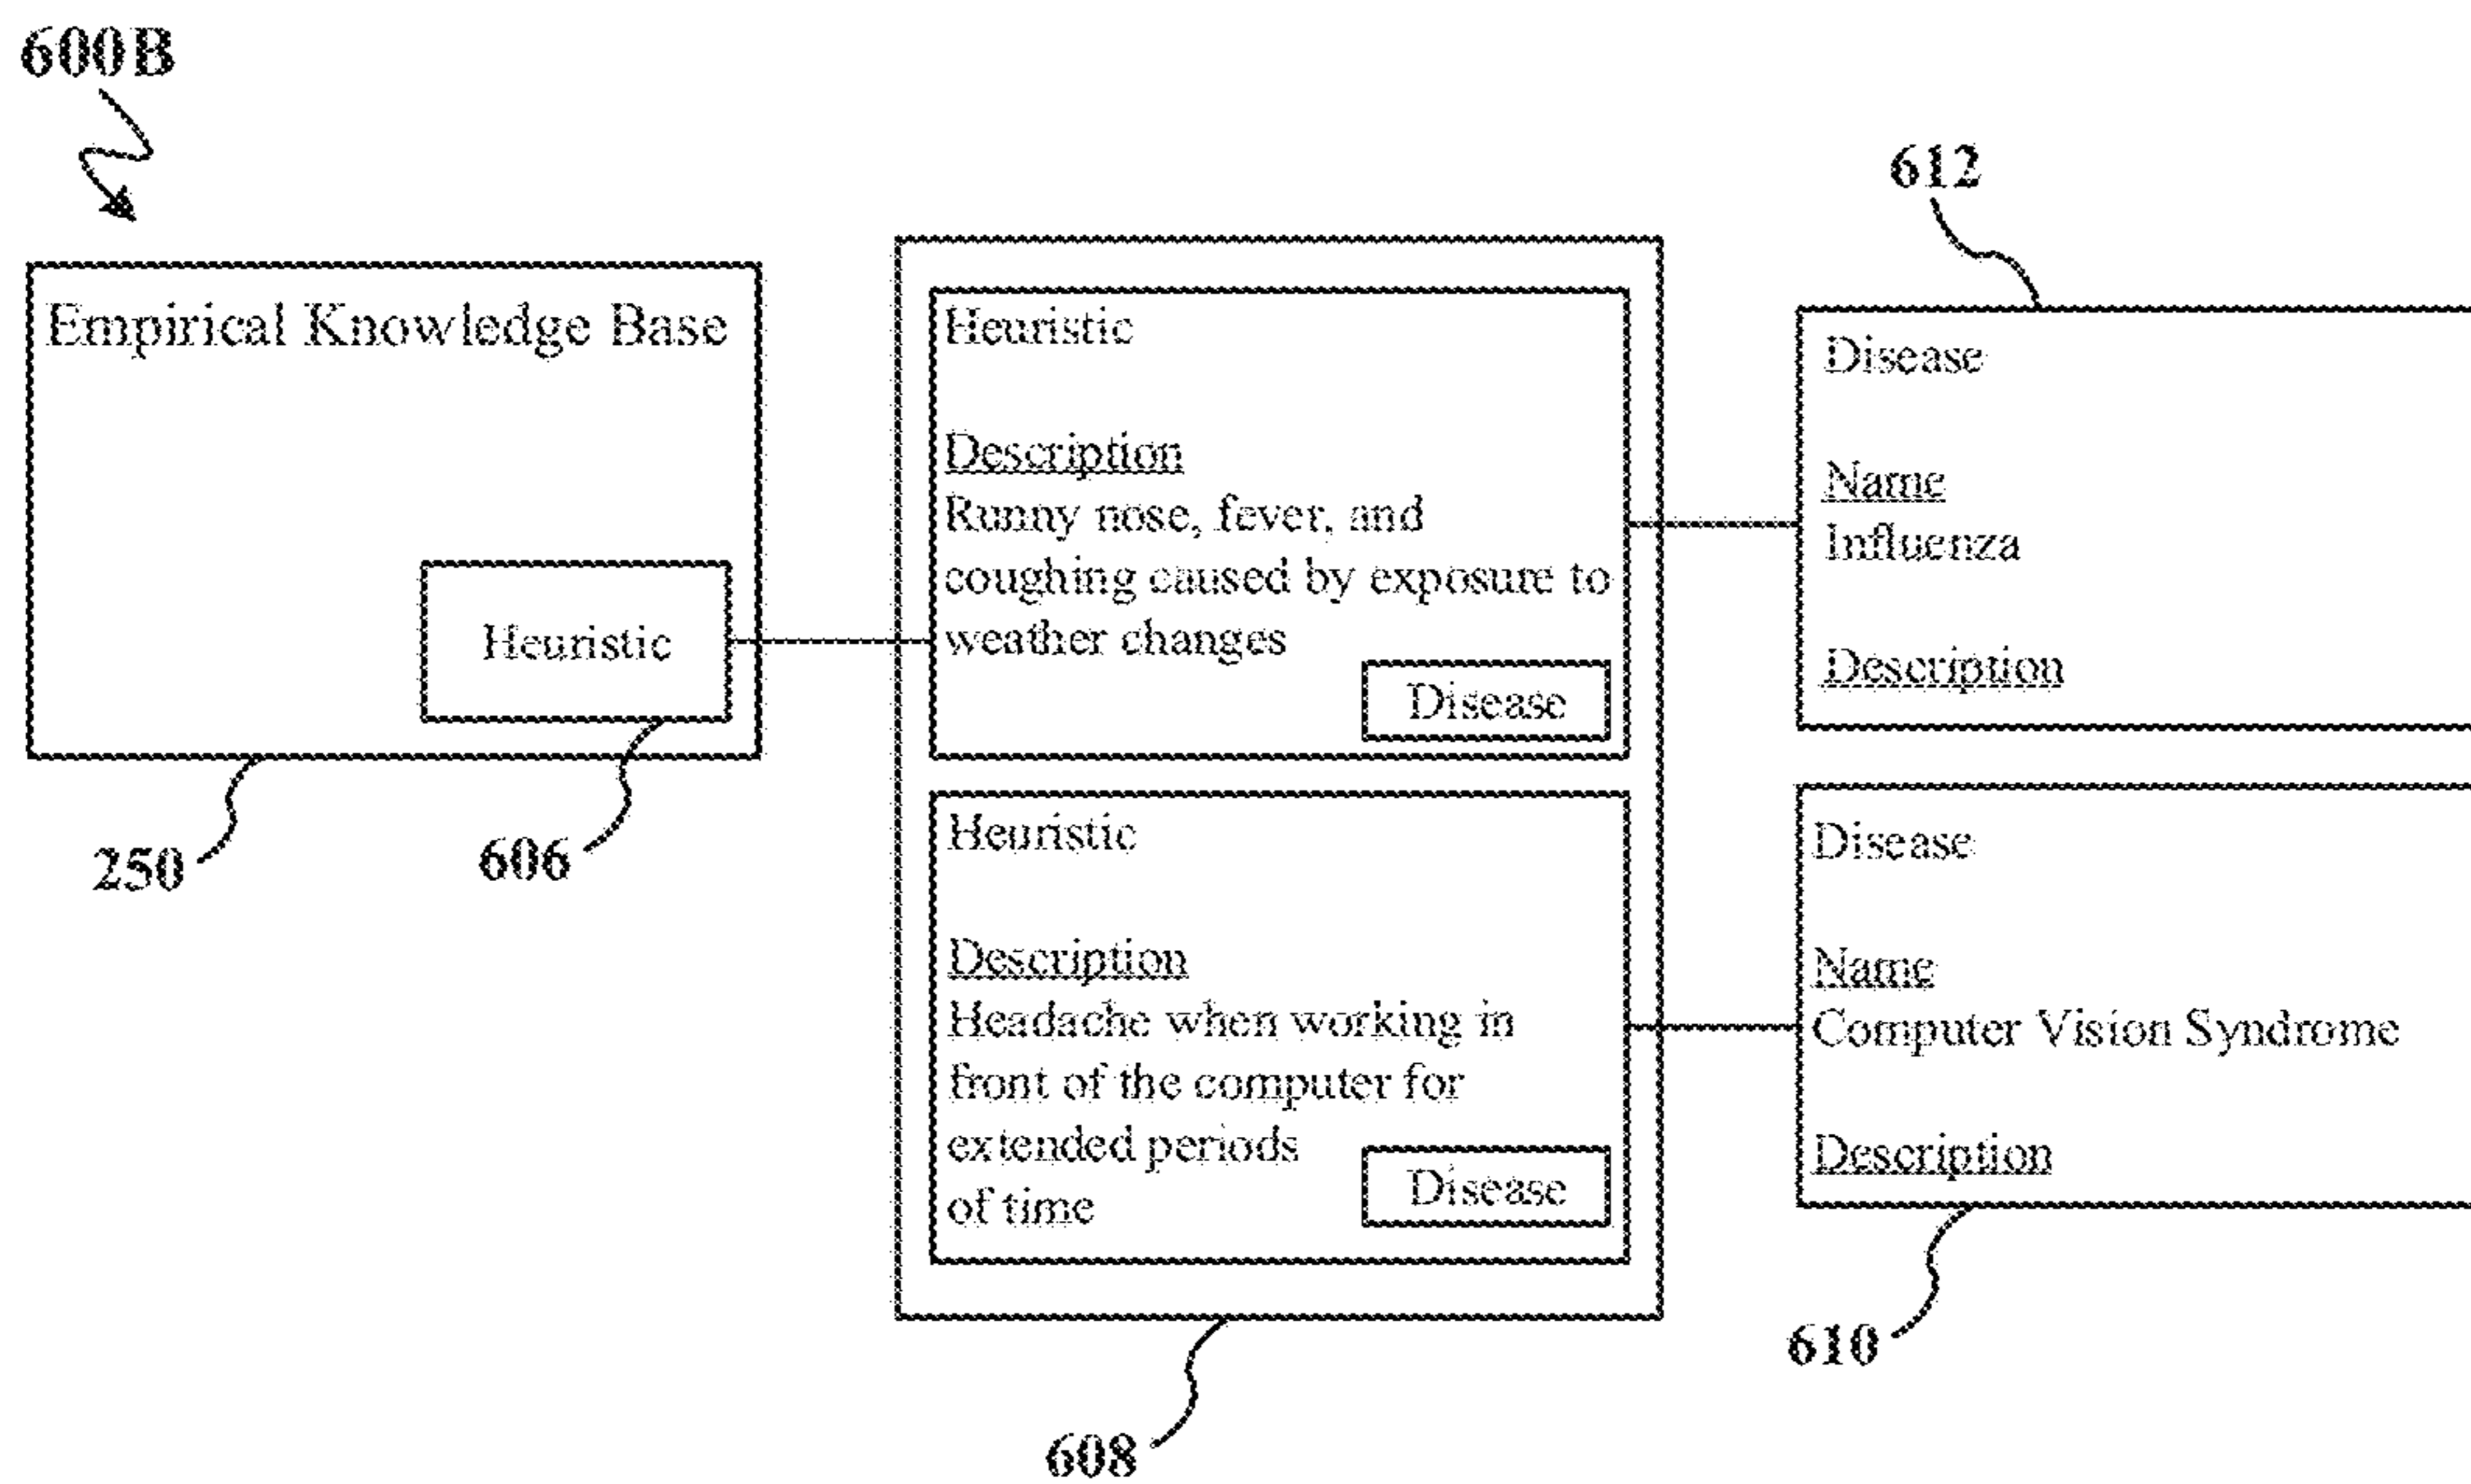 600B
612
Empirical Knowledge Base
Heuristic
250
606
Heuristic
Description
Runny nose, fever, and
coughing caused by exposure to
weather changes
Disease
Heuristic
Description
Headache when working in
front of the computer for
extended periods
of time
Disease
608
Disease
Name
Influenza
Description
Disease
Name
Computer Vision Syndrome
Description
610